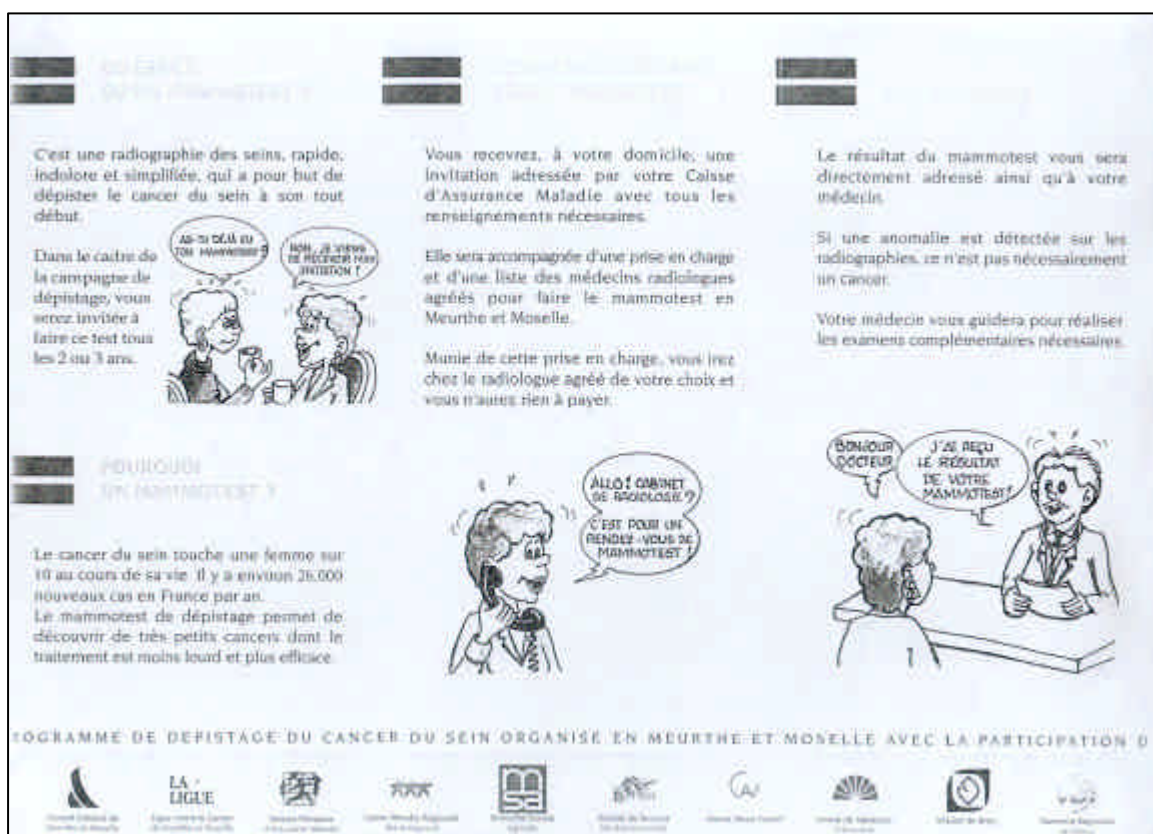 C'est une radiographie des seins, rapide,
indolore et simplifiée, qui a pour but de
dépister le cancer du sein à son tout
début.
Dans le cadre de
la campagne de
dépistage, vous
serez invitée à
faire ce test tous
les 2 ou 3 ans.
AS-TU DÉJÀ EU
TON MAMMOTEST?
NON, JE VIENS
DE RECEVOIR MON
INVITATION !
POURQUOI
UN MAMMOTEST ?
Le cancer du sein touche une femme sur
10 au cours de sa vie. Il y a environ 26.000
nouveaux cas en France par an.
Le mammotest de dépistage permet de
découvrir de très petits cancers dont le
traitement est moins lourd et plus efficace.
Vous recevrez, à votre domicile, une
invitation adressée par votre Caisse
d'Assurance Maladie avec tous les
renseignements nécessaires.
Elle sera accompagnée d'une prise en charge
et d'une liste des médecins radiologues
agréés pour faire le mammotest en
Meurthe et Moselle.
Munie de cette prise en charge, vous irez
chez le radiologue agréé de votre choix et
vous n'aurez rien à payer.
ALLO ! CABINET
DE RADIOLOGIE ?
C'EST POUR UN
RENDEZ-VOUS DE
MAMMOTEST !
Le résultat du mammotest vous sera
directement adressé ainsi qu'à votre
médecin.
Si une anomalie est détectée sur les
radiographies, ce n'est pas nécessairement
un cancer.
Votre médecin vous guidera pour réaliser
les examens complémentaires nécessaires.
BONJOUR
DOCTEUR
J'AI REÇU
LE RÉSULTAT
DE VOTRE
MAMMOTEST!
OGRAMME DE DEPISTAGE DU CANCER DU SEIN ORGANISÉ EN MEURTHE ET MOSELLE AVEC LA PARTICIPATION D
LA
LIGUE
msa